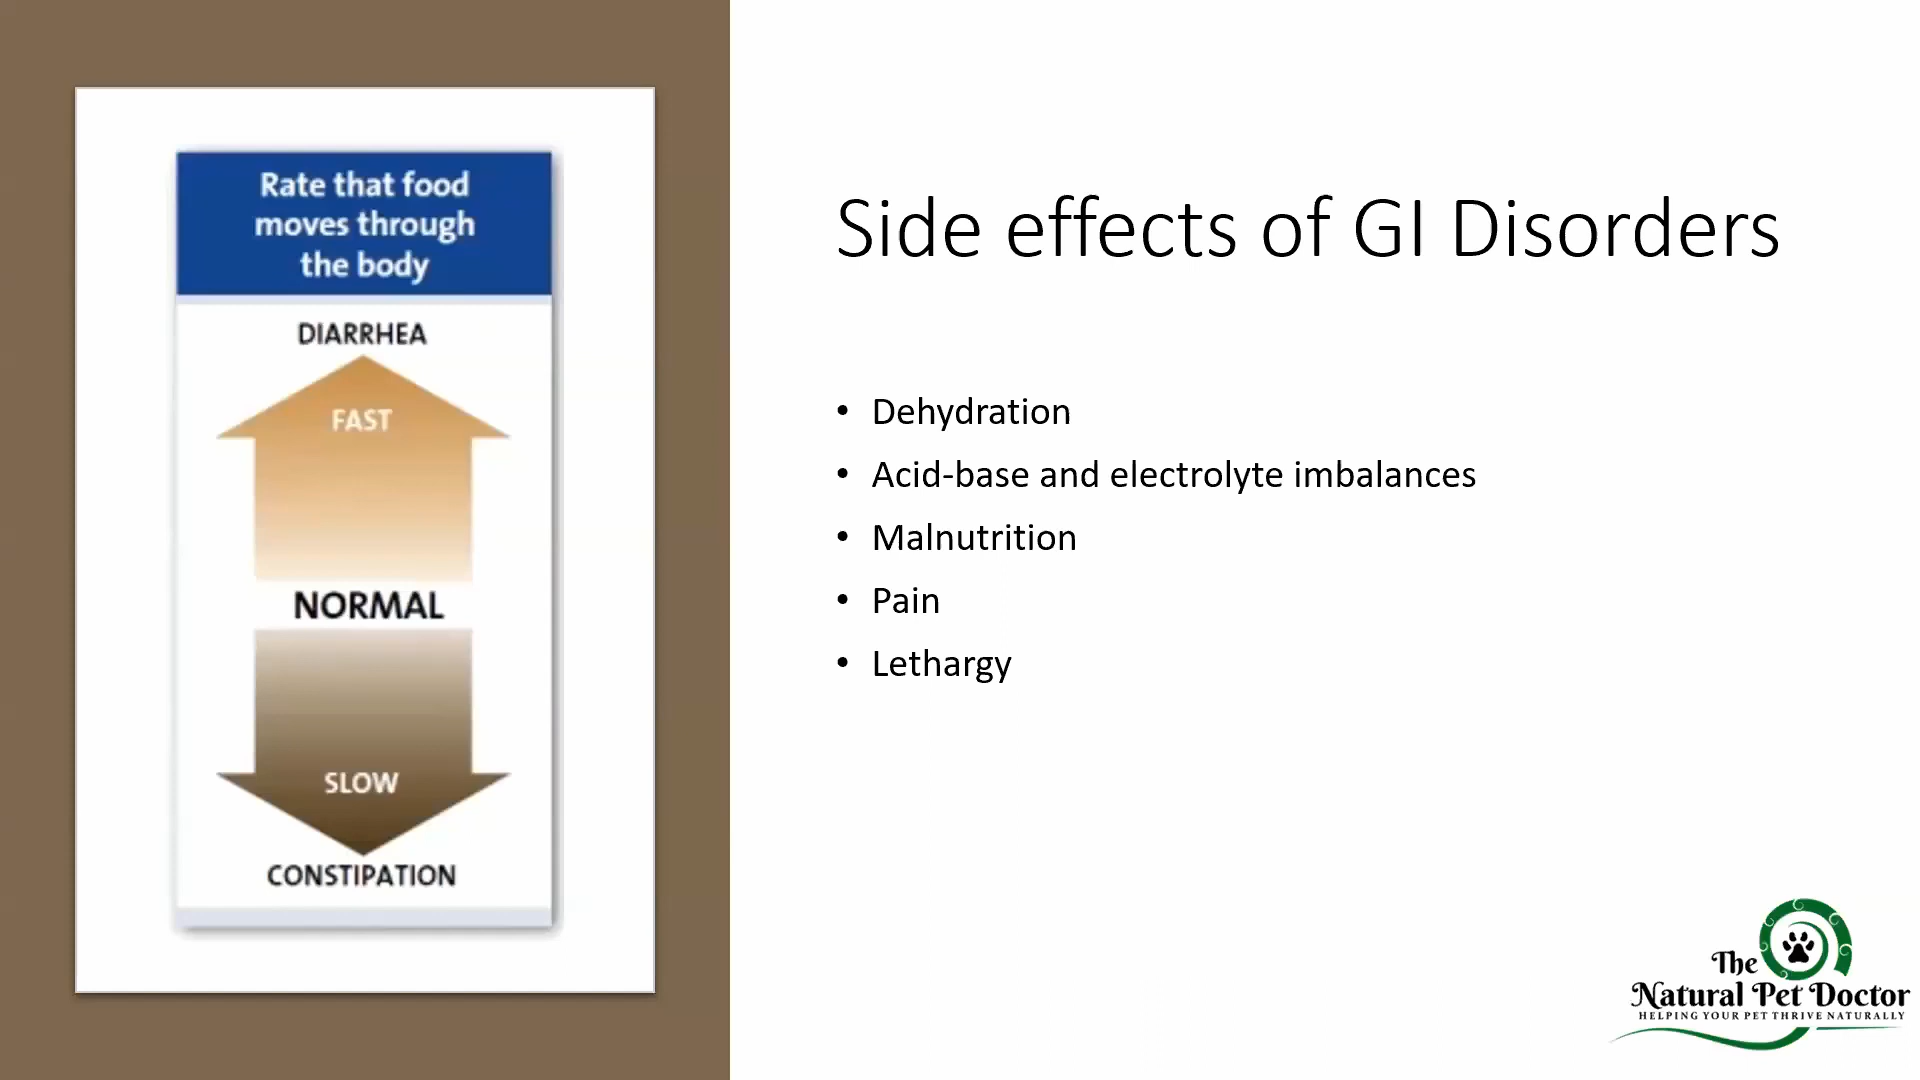 Rate that food
moves through
the body
DIARRHEA
FAST
NORMAL
SLOW
CONSTIPATION
Side effects of GI Disorders
• Dehydration
• Acid-base and electrolyte imbalances
• Malnutrition
• Pain
• Lethargy
The
Natural Pet Doctor
HELPING YOUR PET THRIVE NATURALLY